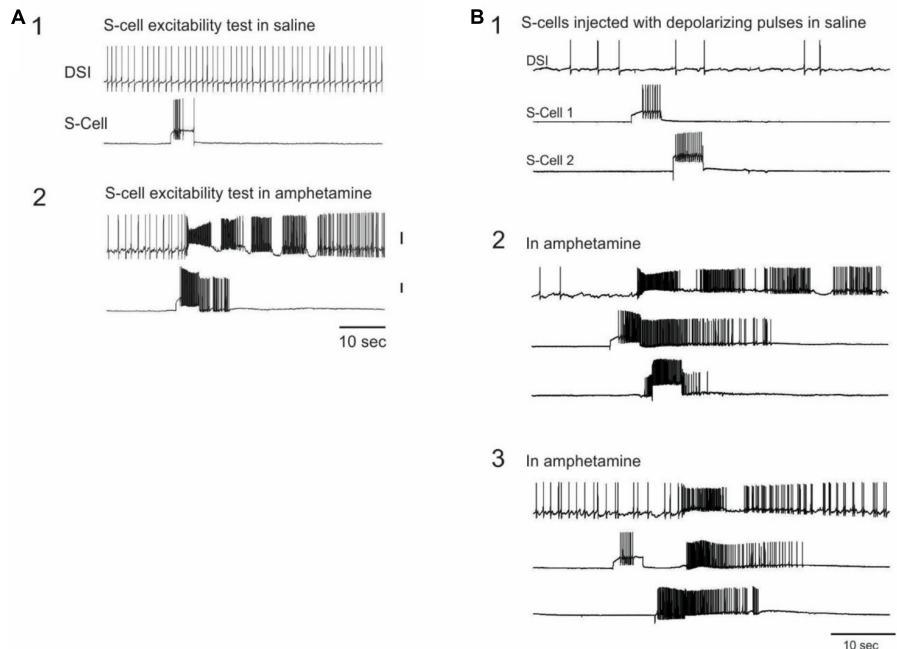 A
1
S-cell excitability test in saline
DSI
S-Cell
2
S-cell excitability test in amphetamine
10 sec
B
1
S-cells injected with depolarizing pulses in saline
DSI
S-Cell 1
S-Cell 2
2
In amphetamine
3
In amphetamine
10 sec